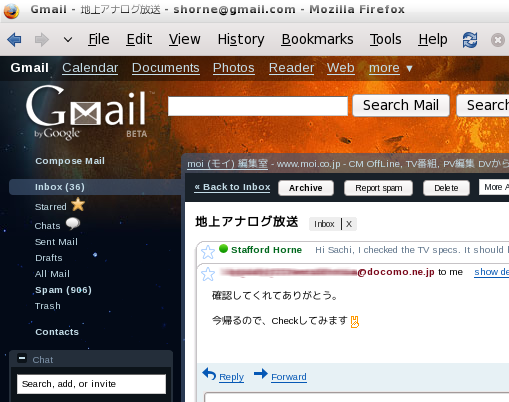 Gmail - 地上アナログ放送 - shorne@gmail.com - Mozilla Firefox
File Edit View History Bookmarks Tools Help
Gmail Calendar Documents Photos Reader Web more ▼
Gmail™
by Google BETA
Search Mail Search
Compose Mail
moi (モイ) 編集室 - www.moi.co.jp - CM OffLine, TV番組, PV編集 DVから
Inbox (36)
« Back to Inbox Archive Report spam Delete More A
Starred
Chats
Sent Mail
Drafts
All Mail
Spam (906)
Trash
Contacts
Chat
Search, add, or invite
地上アナログ放送 Inbox | X
Stafford Horne Hi Sachi, I checked the TV specs. It should l
@docomo.ne.jp to me show de
確認してくれてありがとう。
今帰るので、Checkしてみます
Reply Forward